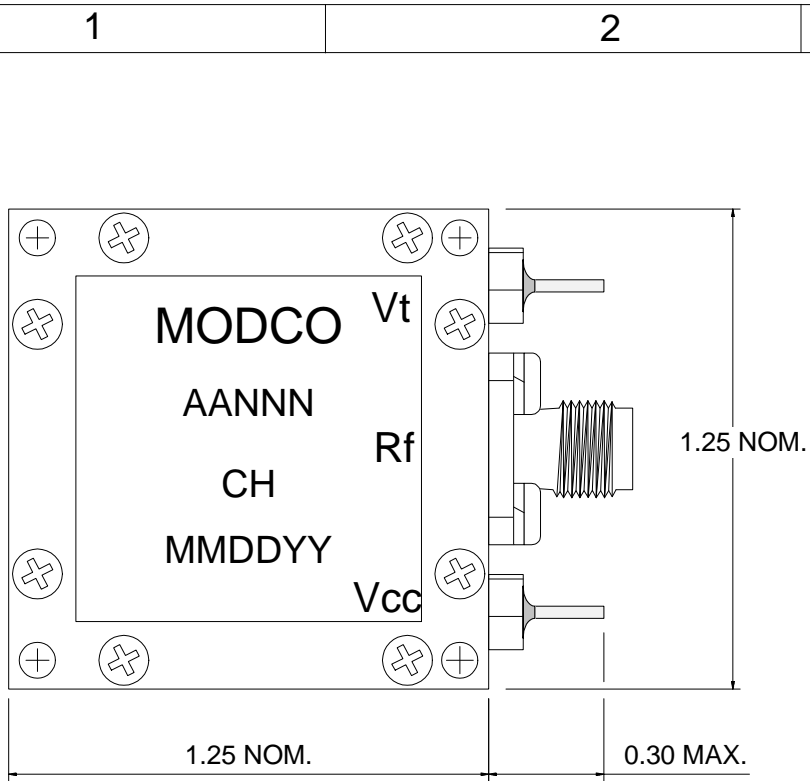 1
2
MODCO
Vt
AANNN
Rf
CH
MMDDYY
Vcc
1.25 NOM.
1.25 NOM.
0.30 MAX.